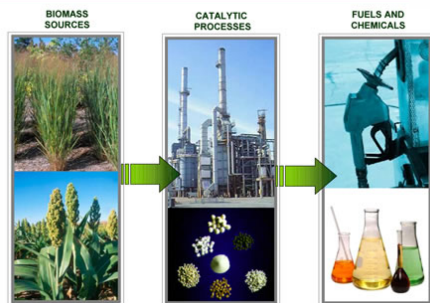 BIOMASS
SOURCES
CATALYTIC
PROCESSES
FUELS AND
CHEMICALS